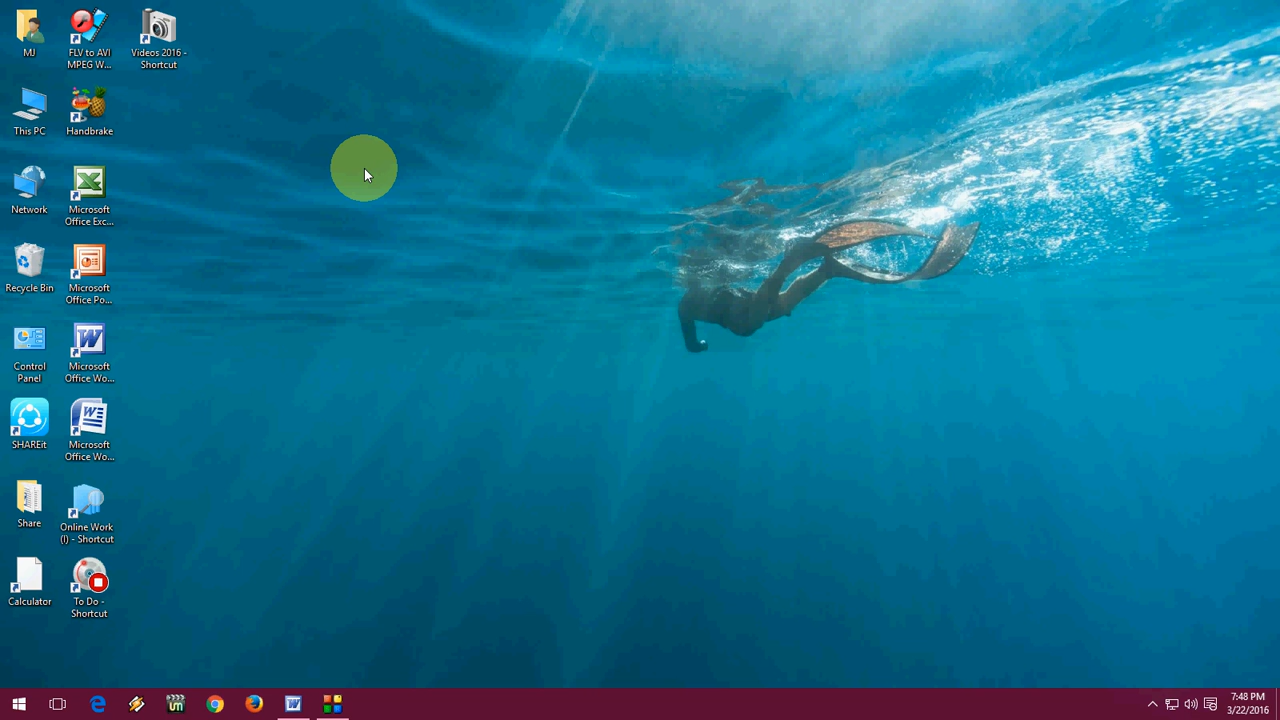 MJ
FLV to AVI
MPEG W...
Videos 2016 -
Shortcut
This PC
Handbrake
Network
Microsoft
Office Exc...
Recycle Bin
Microsoft
Office Po...
Control
Panel
Microsoft
Office Wo...
SHAREit
Microsoft
Office Wo...
Share
Online Work
(I) - Shortcut
Calculator
To Do -
Shortcut
7:48 PM
3/22/2016